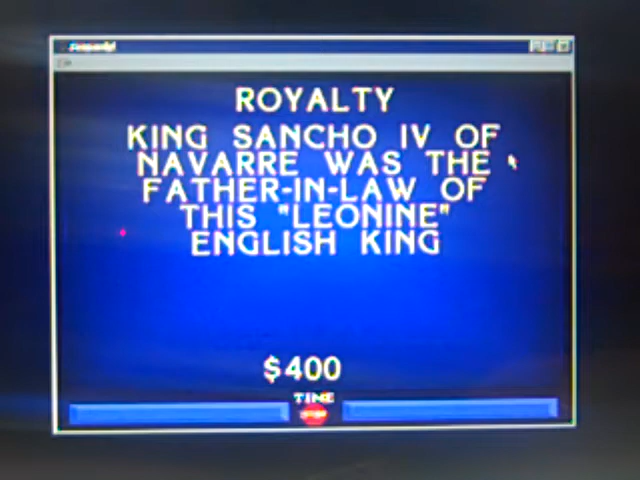 ROYALTY
KING SANCHO IV OF
NAVARRE WAS THE
FATHER-IN-LAW OF
THIS "LEONINE"
ENGLISH KING
$400
TIME